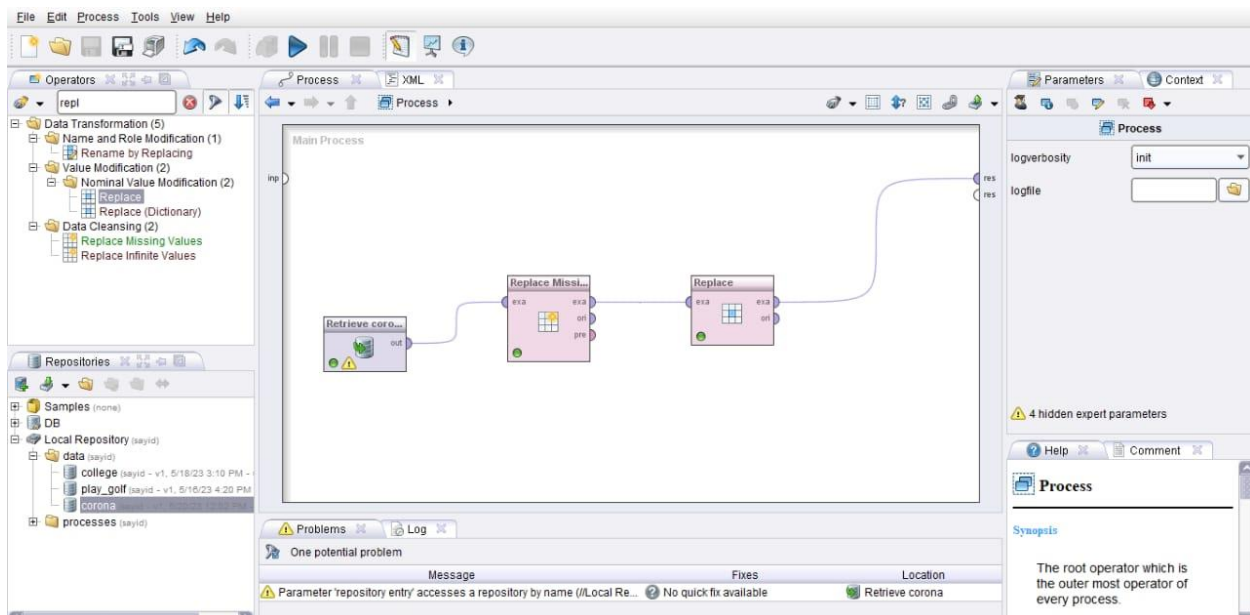 File Edit Process Tools View Help
Operators
repl
Data Transformation (5)
Name and Role Modification (1)
Rename by Replacing
Value Modification (2)
Nominal Value Modification (2)
Replace
Replace (Dictionary)
Data Cleansing (2)
Replace Missing Values
Replace Infinite Values
Repositories
Samples (none)
DB
Local Repository (sayid)
data (sayid)
college (sayid - v1, 5/18/23 3:10 PM -
play_golf (sayid - v1, 5/16/23 4:20 PM
corona
processes (sayid)
Process XML
Process
Main Process
inp
res
res
Retrieve coro...
out
Replace Missi...
exa exa
ori
pre
Replace
exa exa
ori
Problems Log
One potential problem
Message Fixes Location
Parameter 'repository entry' accesses a repository by name (//Local Re... No quick fix available Retrieve corona
Parameters Context
Process
logverbosity init
logfile
4 hidden expert parameters
Help Comment
Process
Synopsis
The root operator which is
the outer most operator of
every process.